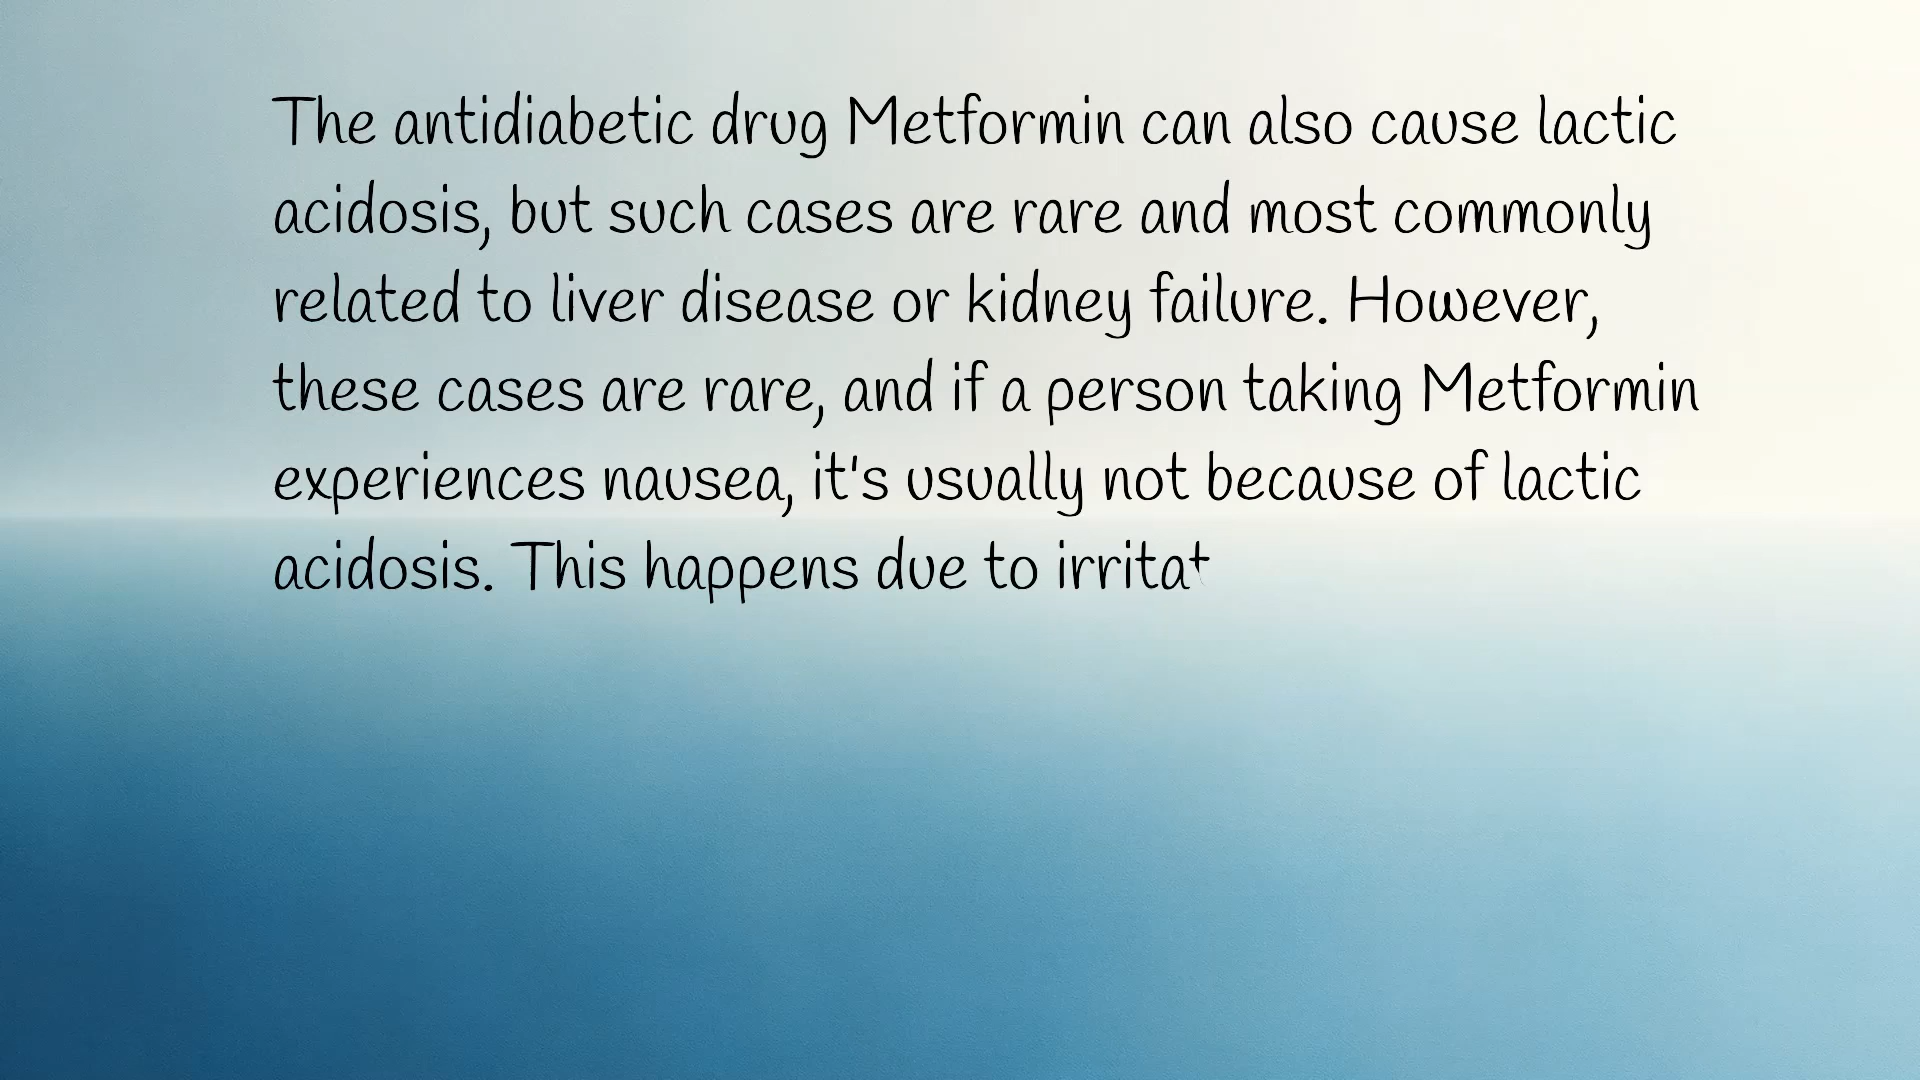 The antidiabetic drug Metformin can also cause lactic
acidosis, but such cases are rare and most commonly
related to liver disease or kidney failure. However,
these cases are rare, and if a person taking Metformin
experiences nausea, it's usually not because of lactic
acidosis. This happens due to irritat